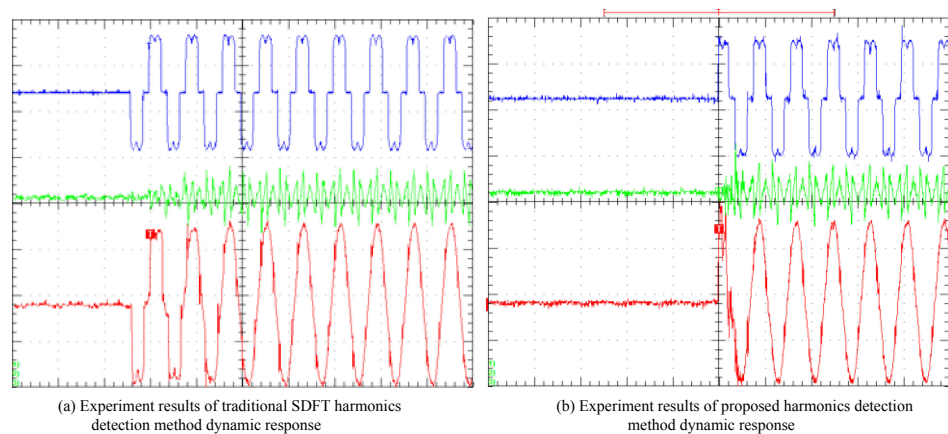 T
T
(a) Experiment results of traditional SDFT harmonics
detection method dynamic response
(b) Experiment results of proposed harmonics detection
method dynamic response